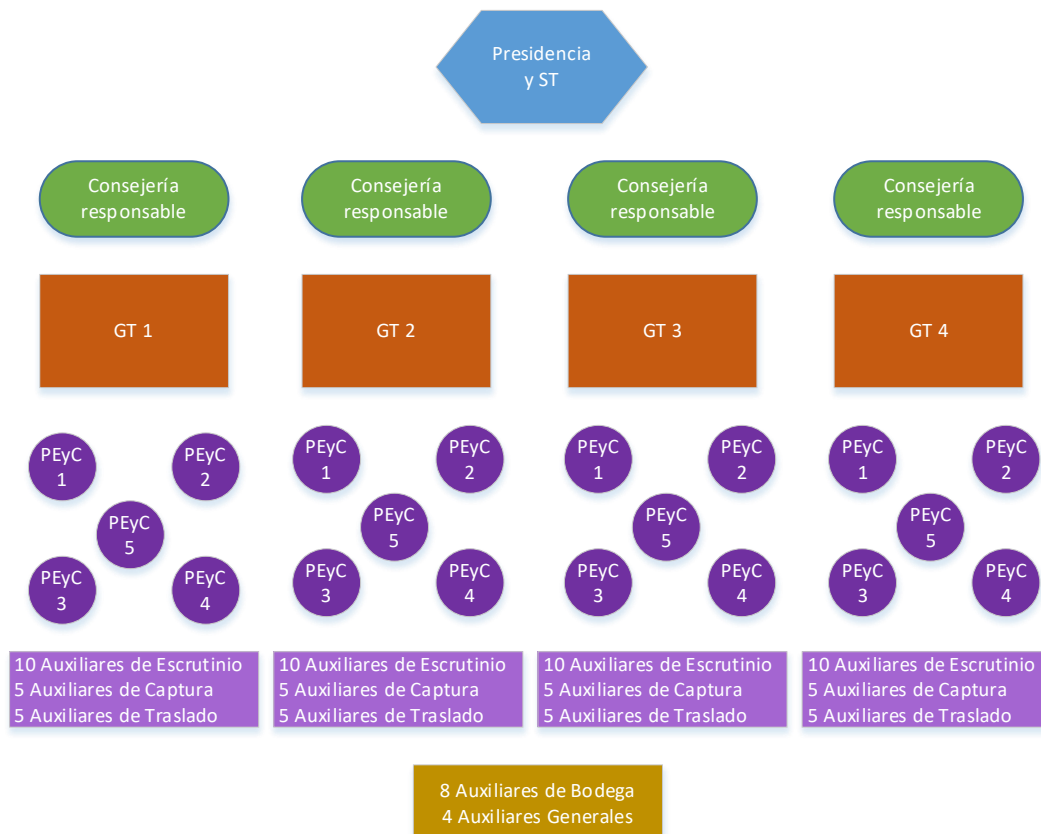 Presidencia
y ST
Consejería
responsable
Consejería
responsable
Consejería
responsable
Consejería
responsable
GT 1
GT 2
GT 3
GT 4
PEyC
1
PEyC
2
PEyC
5
PEyC
3
PEyC
4
PEyC
1
PEyC
2
PEyC
5
PEyC
3
PEyC
4
PEyC
1
PEyC
2
PEyC
5
PEyC
3
PEyC
4
PEyC
1
PEyC
2
PEyC
5
PEyC
3
PEyC
4
10 Auxiliares de Escrutinio
5 Auxiliares de Captura
5 Auxiliares de Traslado
10 Auxiliares de Escrutinio
5 Auxiliares de Captura
5 Auxiliares de Traslado
10 Auxiliares de Escrutinio
5 Auxiliares de Captura
5 Auxiliares de Traslado
10 Auxiliares de Escrutinio
5 Auxiliares de Captura
5 Auxiliares de Traslado
8 Auxiliares de Bodega
4 Auxiliares Generales